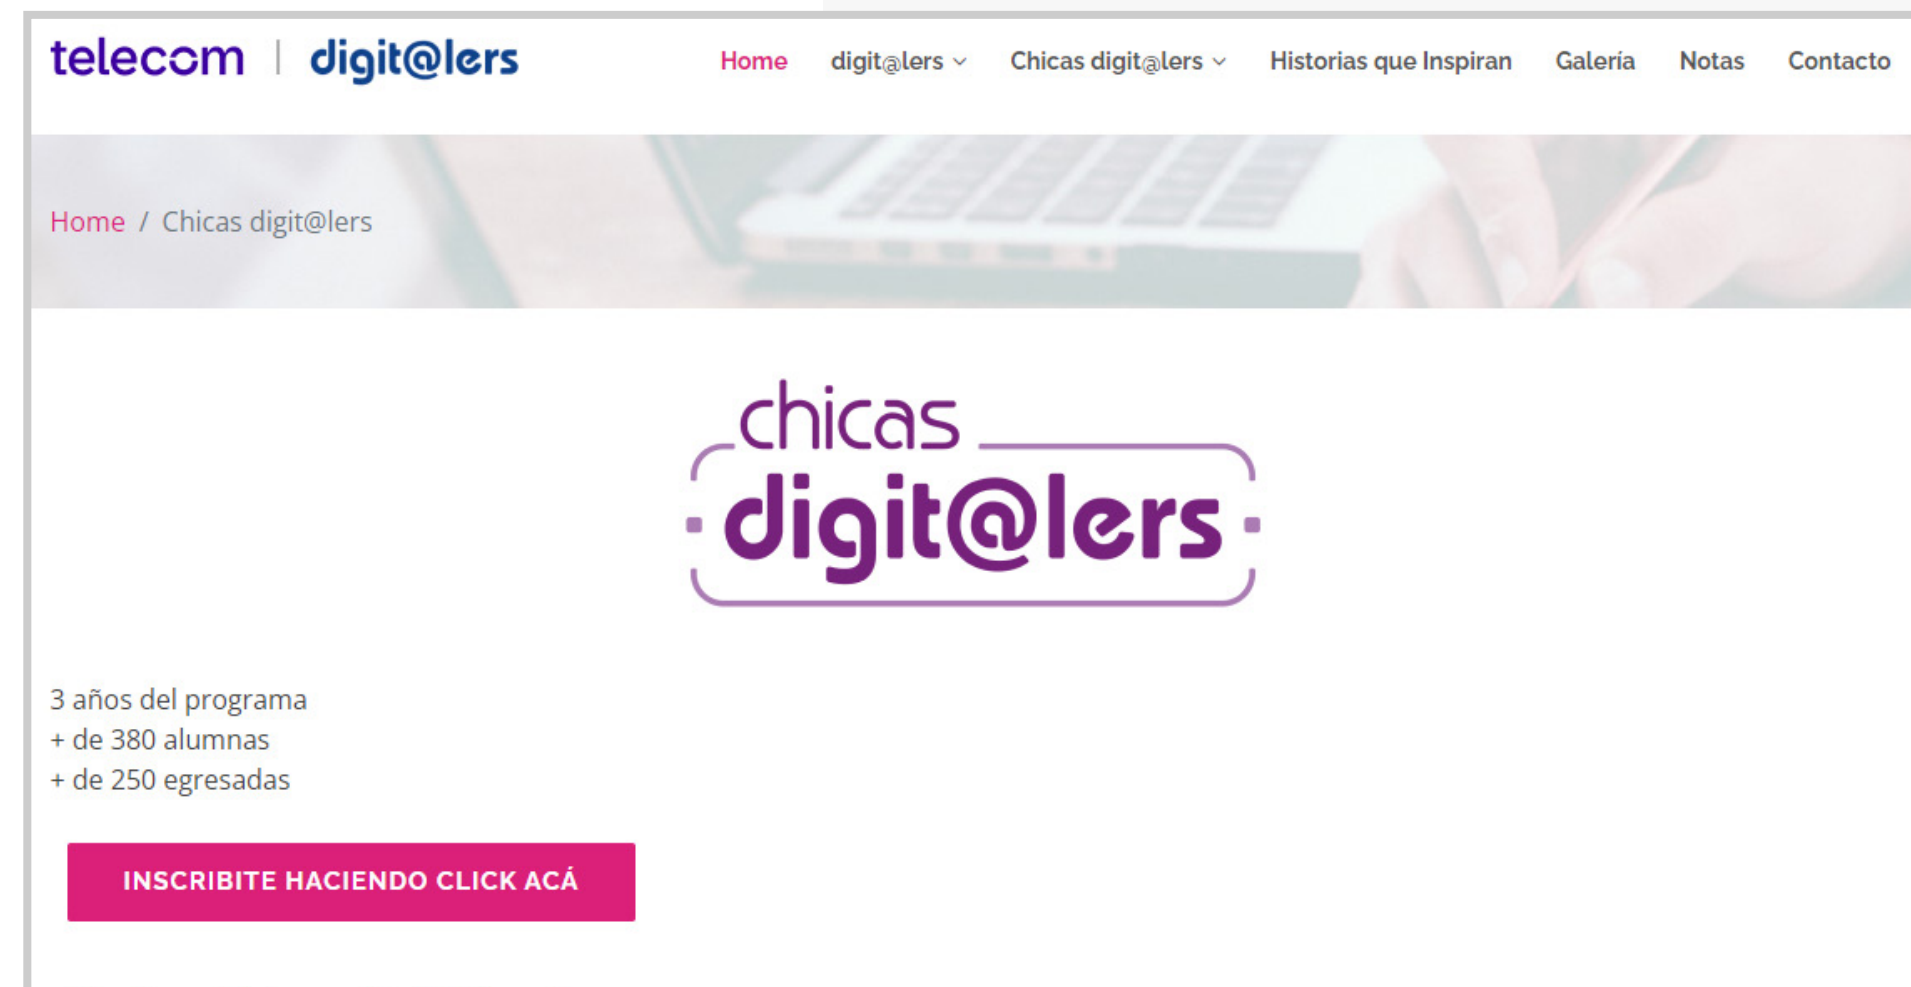 telecom | digit@lers
Home digit@lers Chicas digit@lers Historias que Inspiran Galería Notas Contacto
Home / Chicas digit@lers
chicas
digit@lers
3 años del programa
+ de 380 alumnas
+ de 250 egresadas
INSCRIBITE HACIENDO CLICK ACÁ